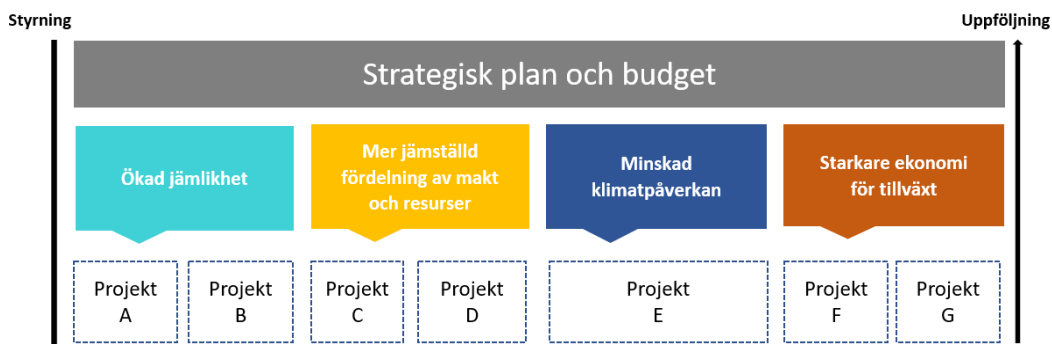 Styrning
Uppföljning
Strategisk plan och budget
Ökad jämlikhet
Mer jämställd
fördelning av makt
och resurser
Minskad
klimatpåverkan
Starkare ekonomi
för tillväxt
Projekt
A
Projekt
B
Projekt
C
Projekt
D
Projekt
E
Projekt
F
Projekt
G